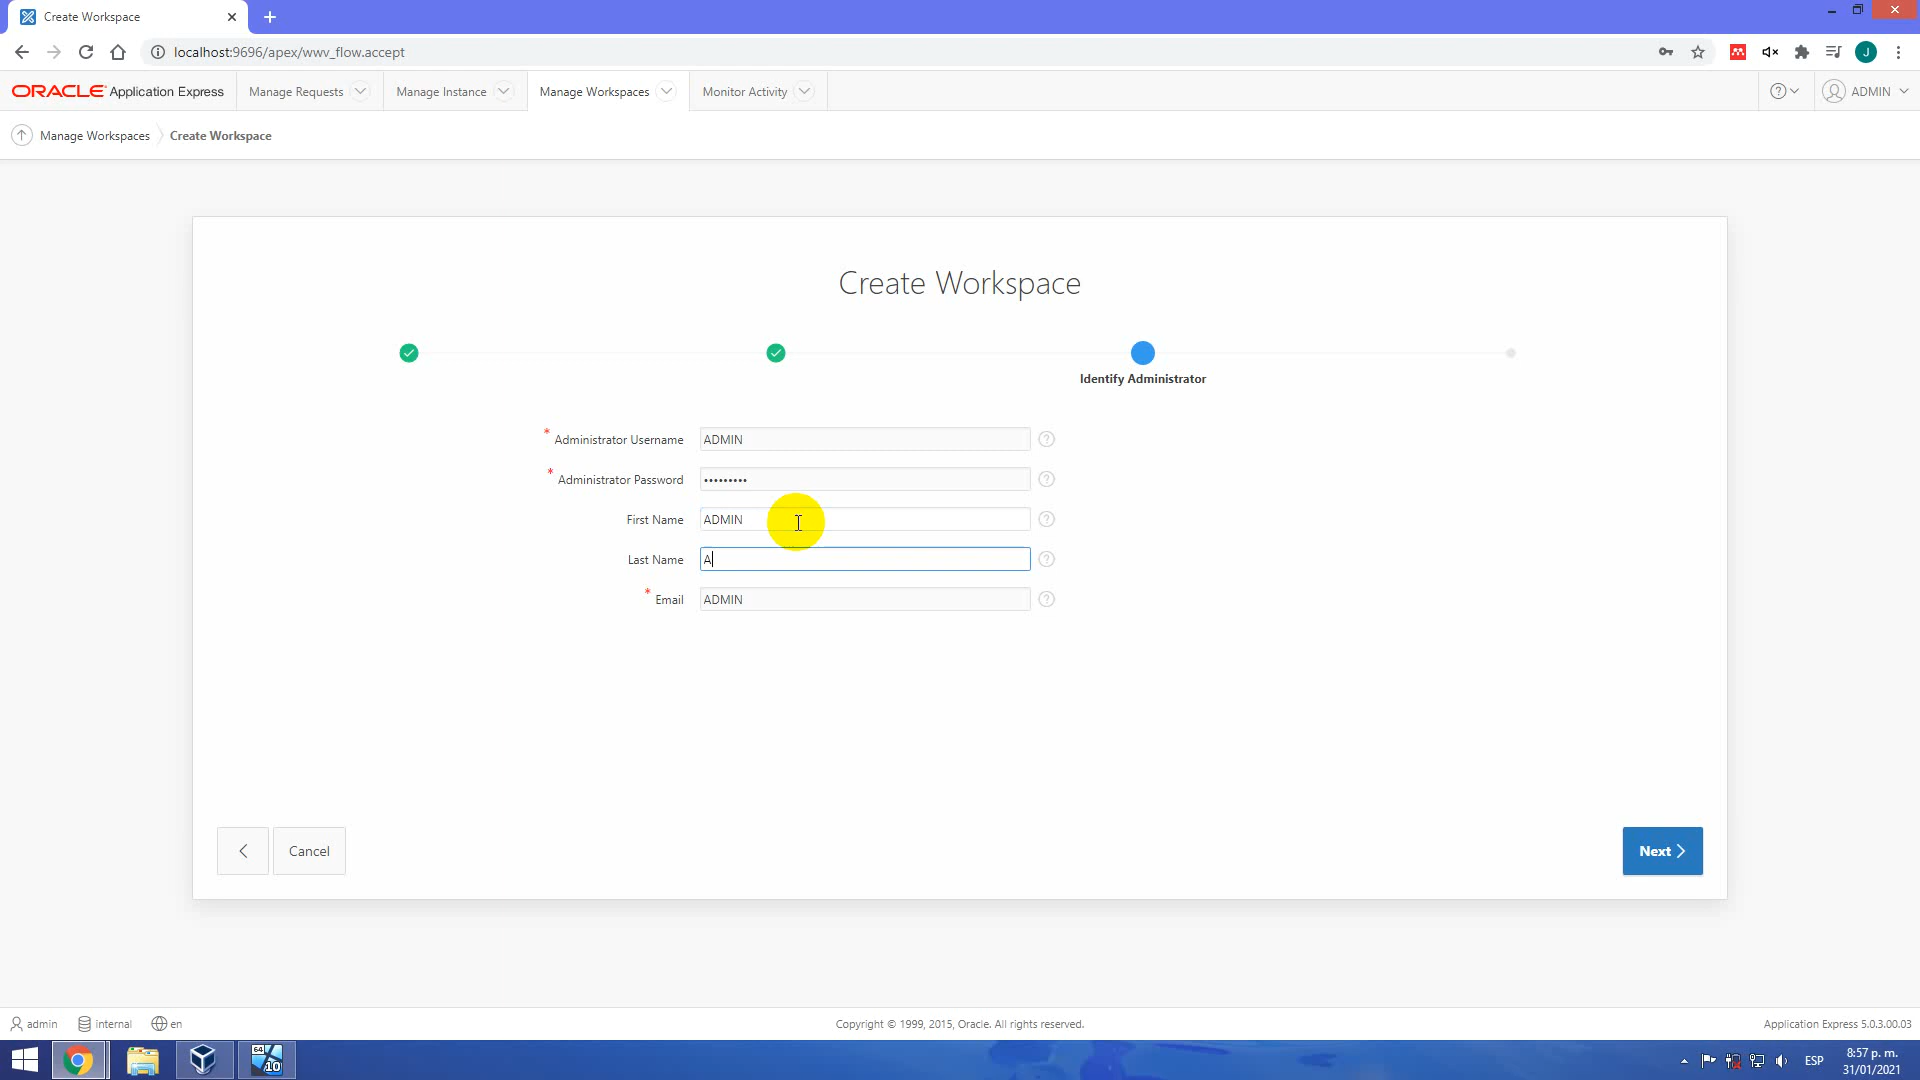 Create Workspace
localhost:9696/apex/wwv_flow.accept
J
ORACLE Application Express
Manage Requests
Manage Instance
Manage Workspaces
Monitor Activity
ADMIN
Manage Workspaces
Create Workspace
Create Workspace
Identify Administrator
* Administrator Username ADMIN
* Administrator Password •••••••••
First Name ADMIN
Last Name A
* Email ADMIN
Cancel
Next
admin
internal
en
Copyright © 1999, 2015, Oracle. All rights reserved.
Application Express 5.0.3.00.03
64
10
ESP
8:57 p. m.
31/01/2021